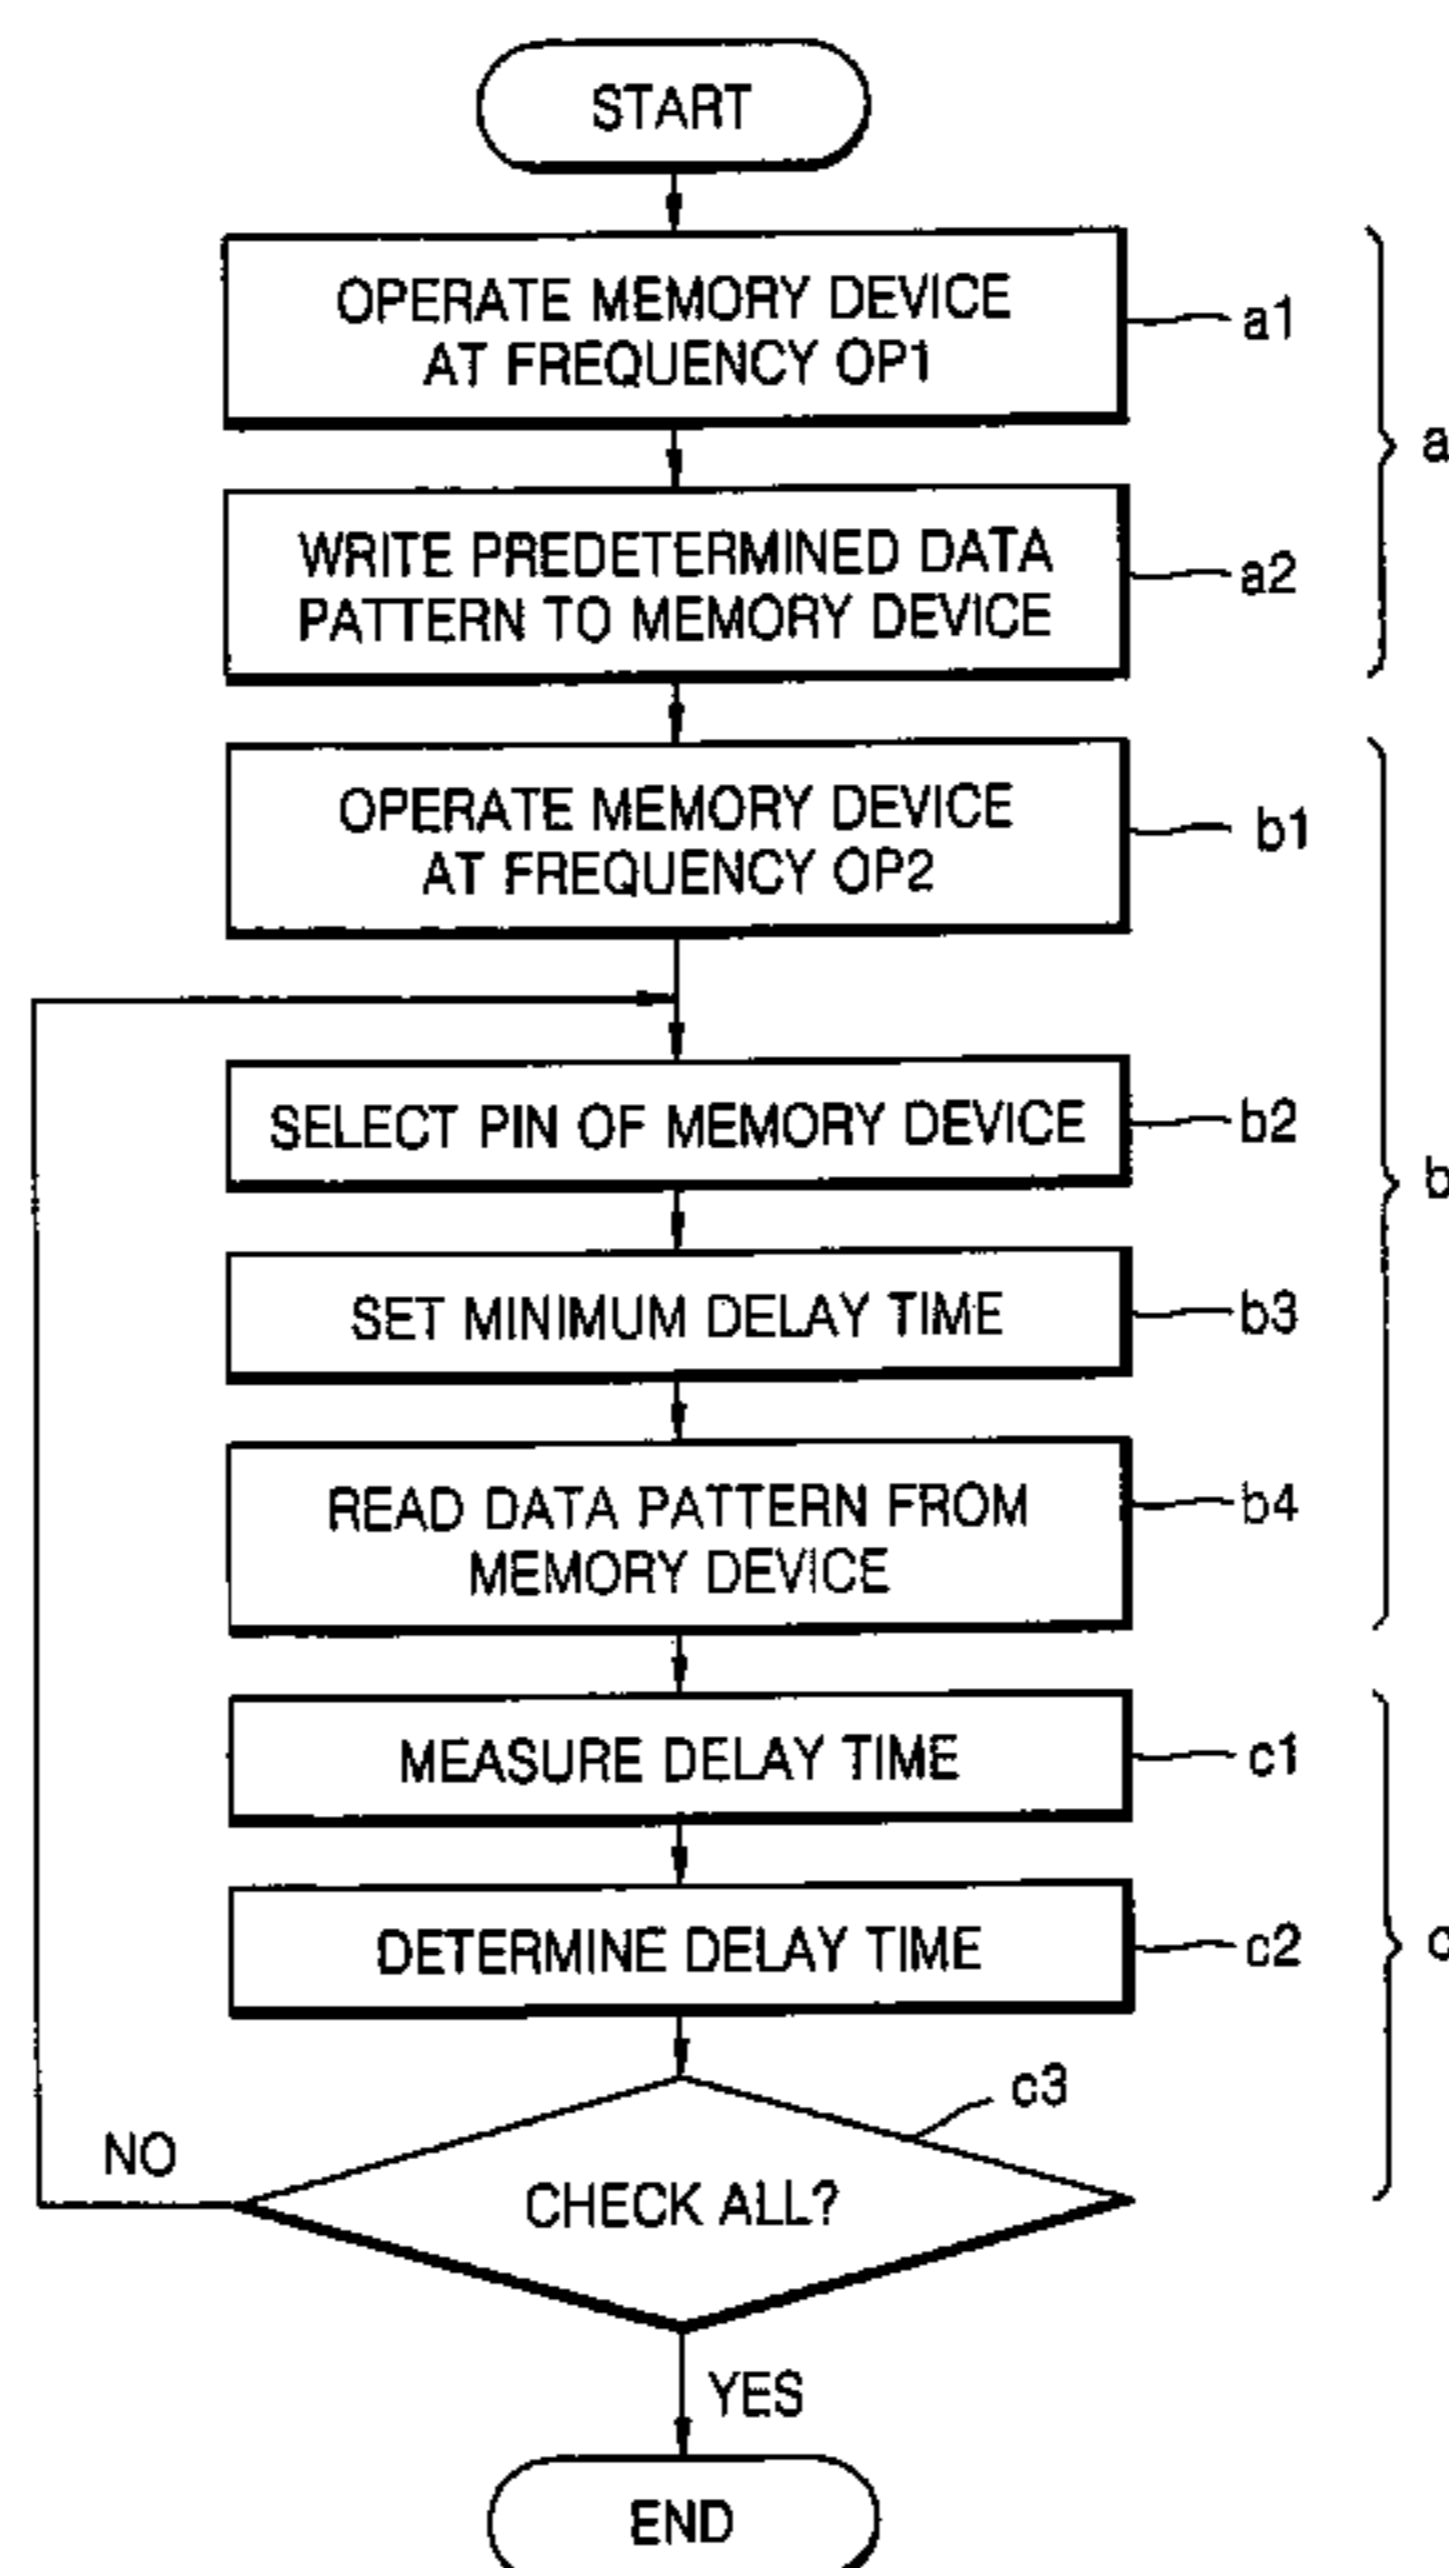 START
OPERATE MEMORY DEVICE
AT FREQUENCY OP1
a1
a
WRITE PREDETERMINED DATA
PATTERN TO MEMORY DEVICE
a2
OPERATE MEMORY DEVICE
AT FREQUENCY OP2
b1
SELECT PIN OF MEMORY DEVICE
b2
b
SET MINIMUM DELAY TIME
b3
READ DATA PATTERN FROM
MEMORY DEVICE
b4
MEASURE DELAY TIME
c1
DETERMINE DELAY TIME
c2
c
c3
NO
CHECK ALL?
YES
END